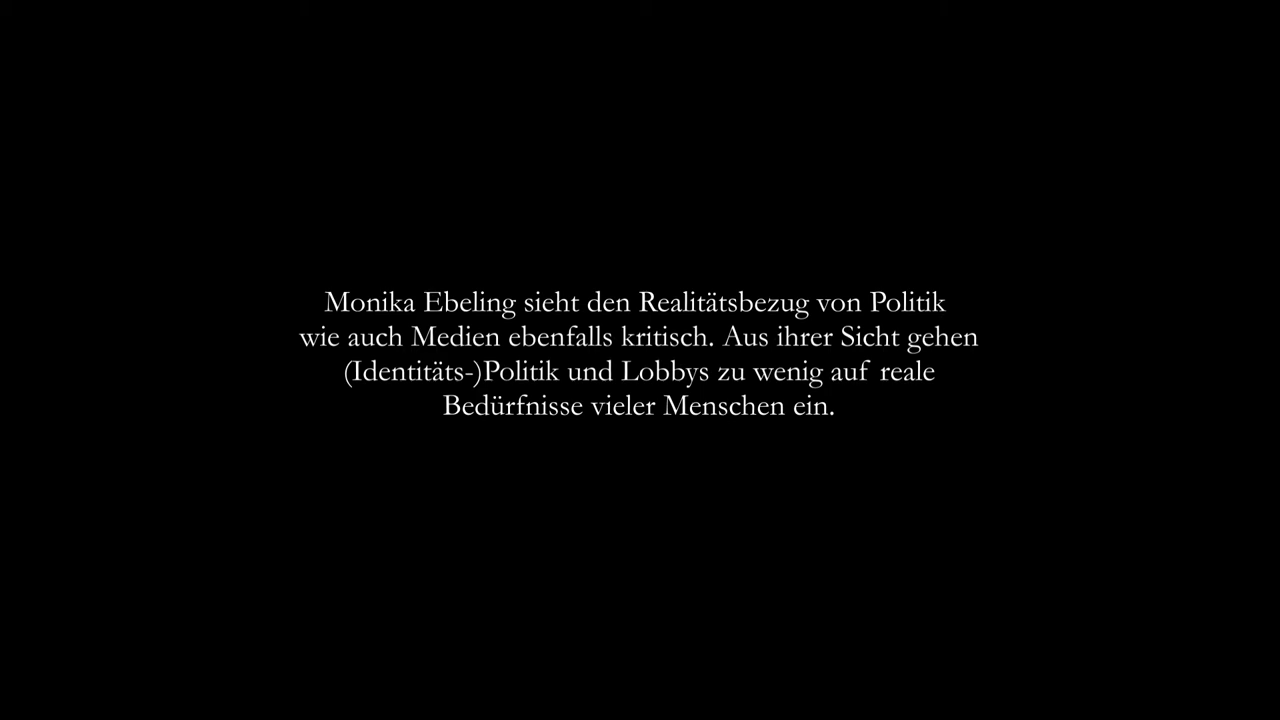 Monika Ebeling sieht den Realitätsbezug von Politik
wie auch Medien ebenfalls kritisch. Aus ihrer Sicht gehen
(Identitäts-)Politik und Lobbys zu wenig auf reale
Bedürfnisse vieler Menschen ein.